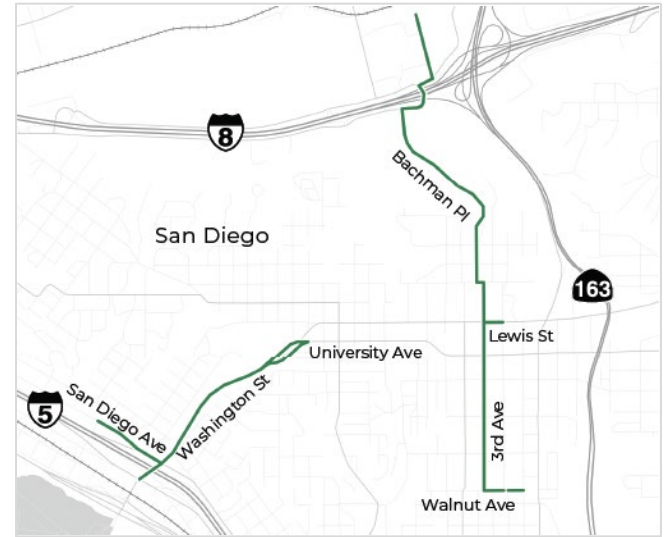 8
Bachman Pl
San Diego
163
Lewis St
University Ave
Washington St
San Diego Ave
5
3rd Ave
Walnut Ave